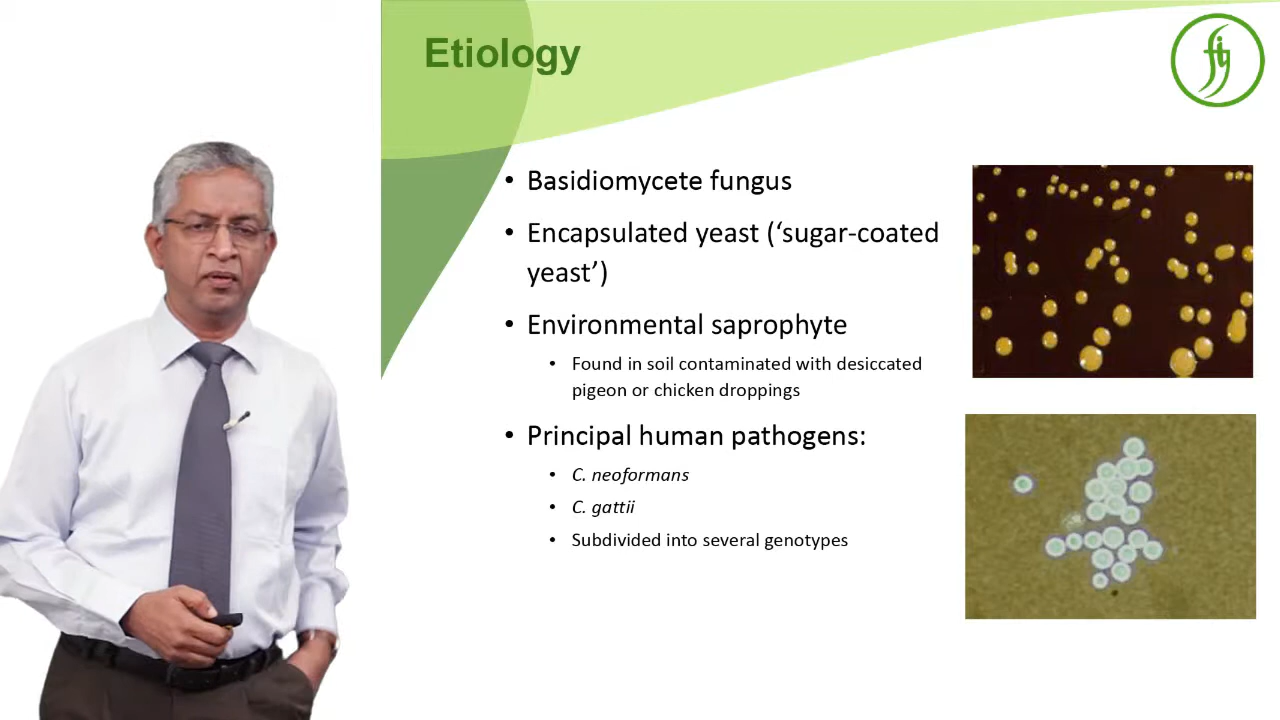 Etiology
• Basidiomycete fungus
• Encapsulated yeast (‘sugar-coated
yeast’)
• Environmental saprophyte
• Found in soil contaminated with desiccated
pigeon or chicken droppings
• Principal human pathogens:
• C. neoformans
• C. gattii
• Subdivided into several genotypes